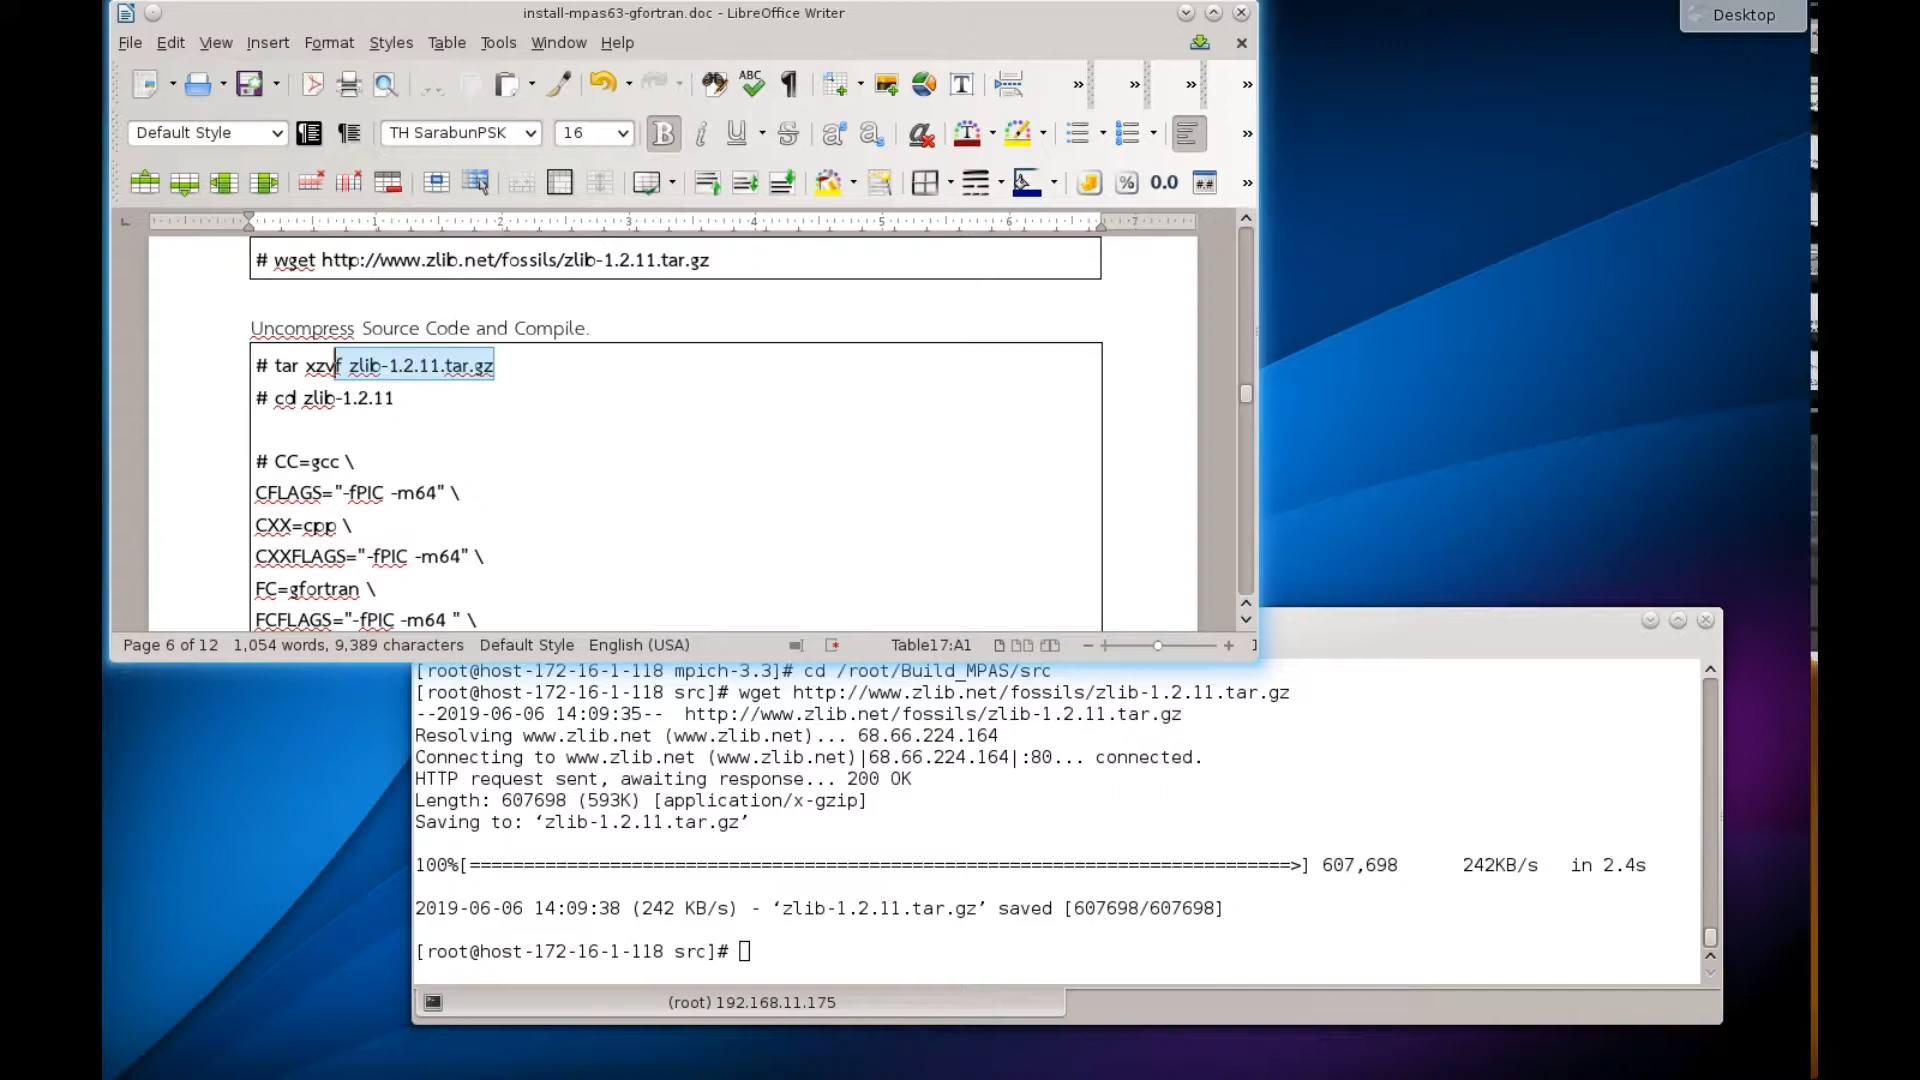 install-mpas63-gfortran.doc - LibreOffice Writer
Desktop
File Edit View Insert Format Styles Table Tools Window Help
Default Style TH SarabunPSK 16
0.0
1 2 3 4 5 6 7
# wget http://www.zlib.net/fossils/zlib-1.2.11.tar.gz
Uncompress Source Code and Compile.
# tar xzvf zlib-1.2.11.tar.gz
# cd zlib-1.2.11
# CC=gcc \
CFLAGS="-fPIC -m64" \
CXX=cpp \
CXXFLAGS="-fPIC -m64" \
FC=gfortran \
FCFLAGS="-fPIC -m64 " \
Page 6 of 12 1,054 words, 9,389 characters Default Style English (USA) Table17:A1
[root@host-172-16-1-118 mpich-3.3]# cd /root/Build_MPAS/src
[root@host-172-16-1-118 src]# wget http://www.zlib.net/fossils/zlib-1.2.11.tar.gz
--2019-06-06 14:09:35-- http://www.zlib.net/fossils/zlib-1.2.11.tar.gz
Resolving www.zlib.net (www.zlib.net)... 68.66.224.164
Connecting to www.zlib.net (www.zlib.net)|68.66.224.164|:80... connected.
HTTP request sent, awaiting response... 200 OK
Length: 607698 (593K) [application/x-gzip]
Saving to: ‘zlib-1.2.11.tar.gz’
100%[============================================================================>] 607,698 242KB/s in 2.4s
2019-06-06 14:09:38 (242 KB/s) - ‘zlib-1.2.11.tar.gz’ saved [607698/607698]
[root@host-172-16-1-118 src]#
(root) 192.168.11.175